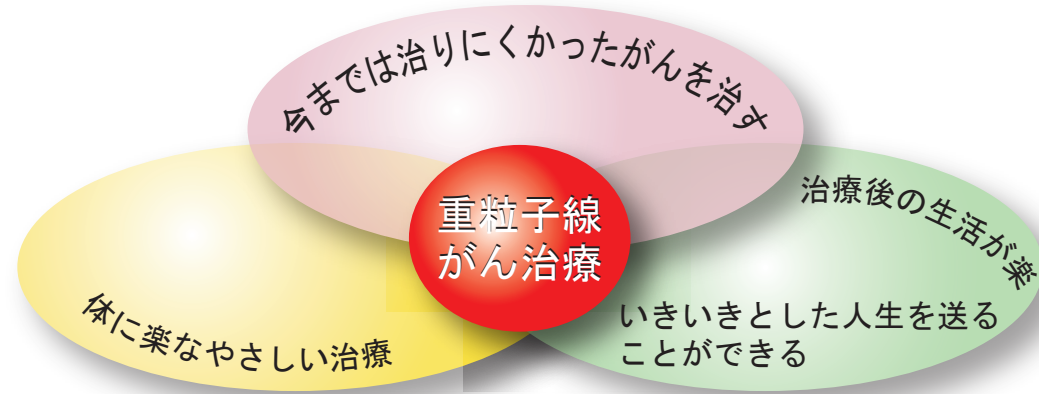 今までは治りにくかったがんを治す
重粒子線
がん治療
治療後の生活が楽
いきいきとした人生を送る
ことができる
体に楽なやさしい治療